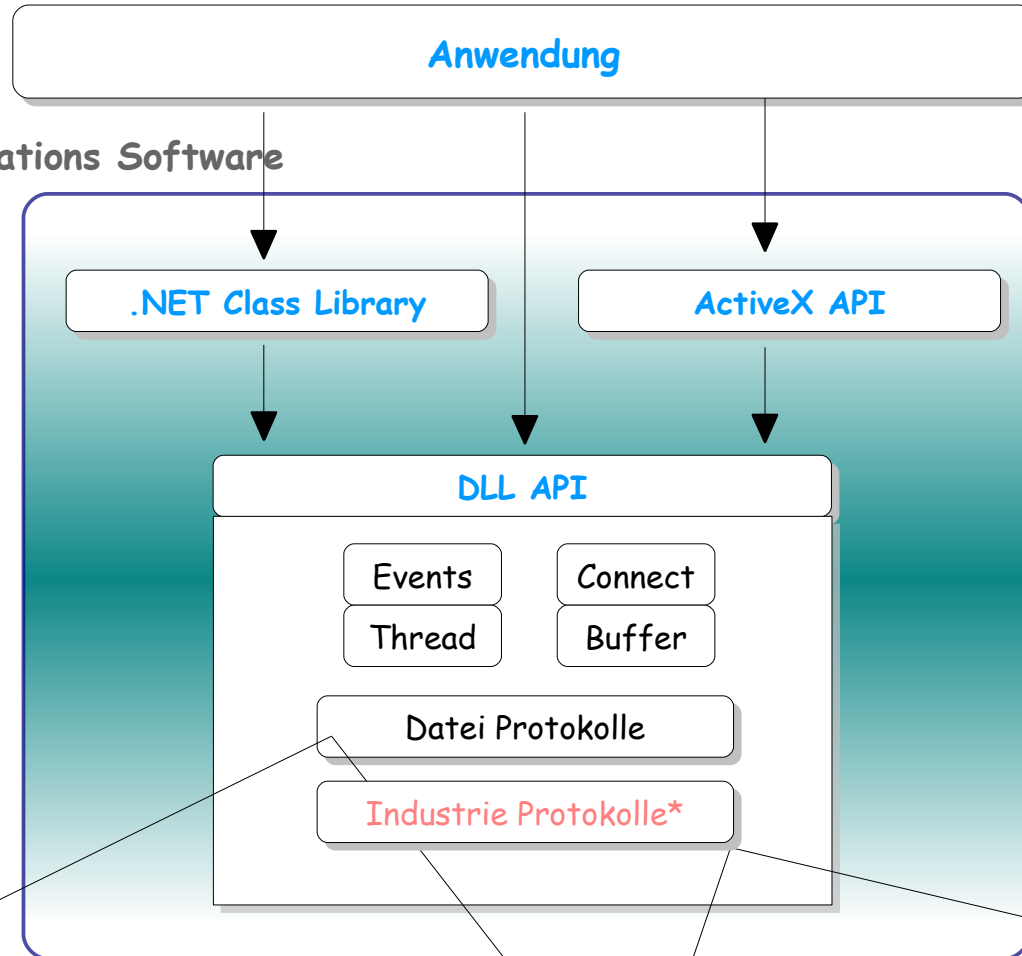 Anwendung
ations Software
.NET Class Library
ActiveX API
DLL API
Events
Connect
Thread
Buffer
Datei Protokolle
Industrie Protokolle*